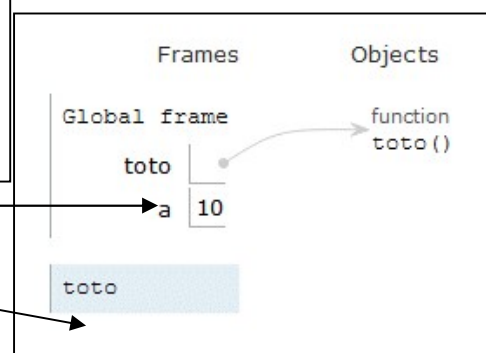 Frames Objects
Global frame
function
toto()
toto
a 10
toto